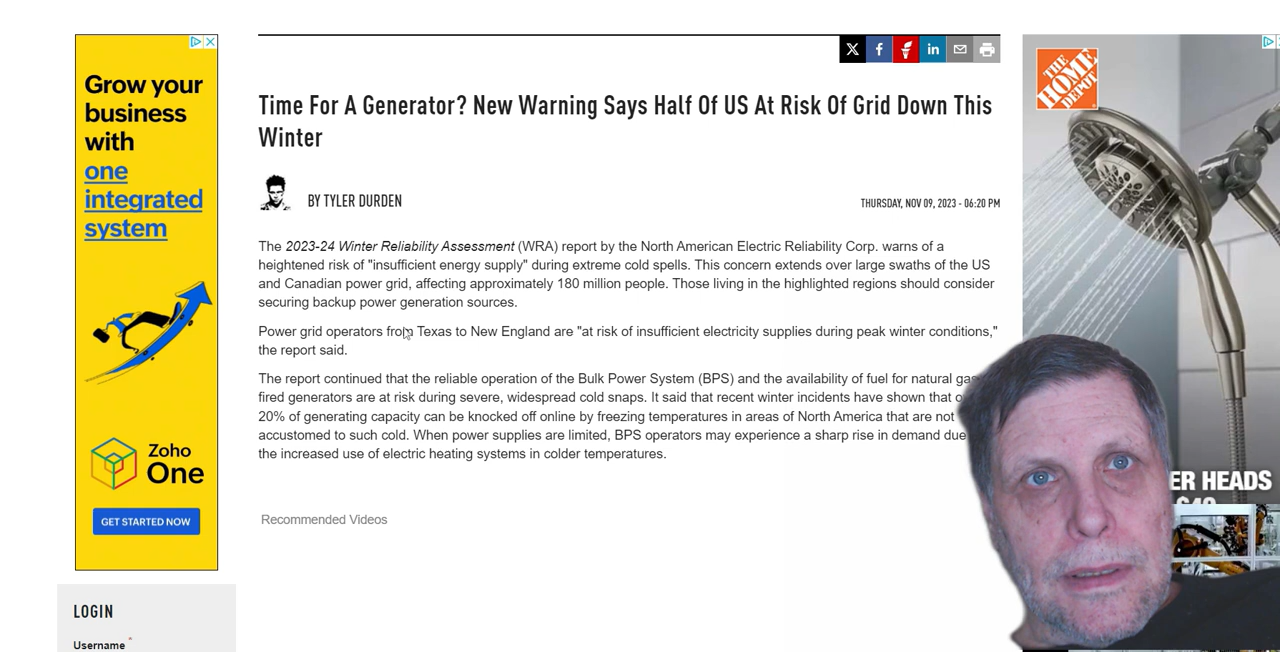 Grow your
business
with
one
integrated
system
Zoho
One
GET STARTED NOW
LOGIN
Username *
Time For A Generator? New Warning Says Half Of US At Risk Of Grid Down This
Winter
BY TYLER DURDEN
THURSDAY, NOV 09, 2023 - 06:20 PM
The 2023-24 Winter Reliability Assessment (WRA) report by the North American Electric Reliability Corp. warns of a
heightened risk of "insufficient energy supply" during extreme cold spells. This concern extends over large swaths of the US
and Canadian power grid, affecting approximately 180 million people. Those living in the highlighted regions should consider
securing backup power generation sources.
Power grid operators from Texas to New England are "at risk of insufficient electricity supplies during peak winter conditions,"
the report said.
The report continued that the reliable operation of the Bulk Power System (BPS) and the availability of fuel for natural gas
fired generators are at risk during severe, widespread cold snaps. It said that recent winter incidents have shown that
20% of generating capacity can be knocked off online by freezing temperatures in areas of North America that are not
accustomed to such cold. When power supplies are limited, BPS operators may experience a sharp rise in demand due
the increased use of electric heating systems in colder temperatures.
Recommended Videos
THE
HOME
DEPOT
ER HEADS